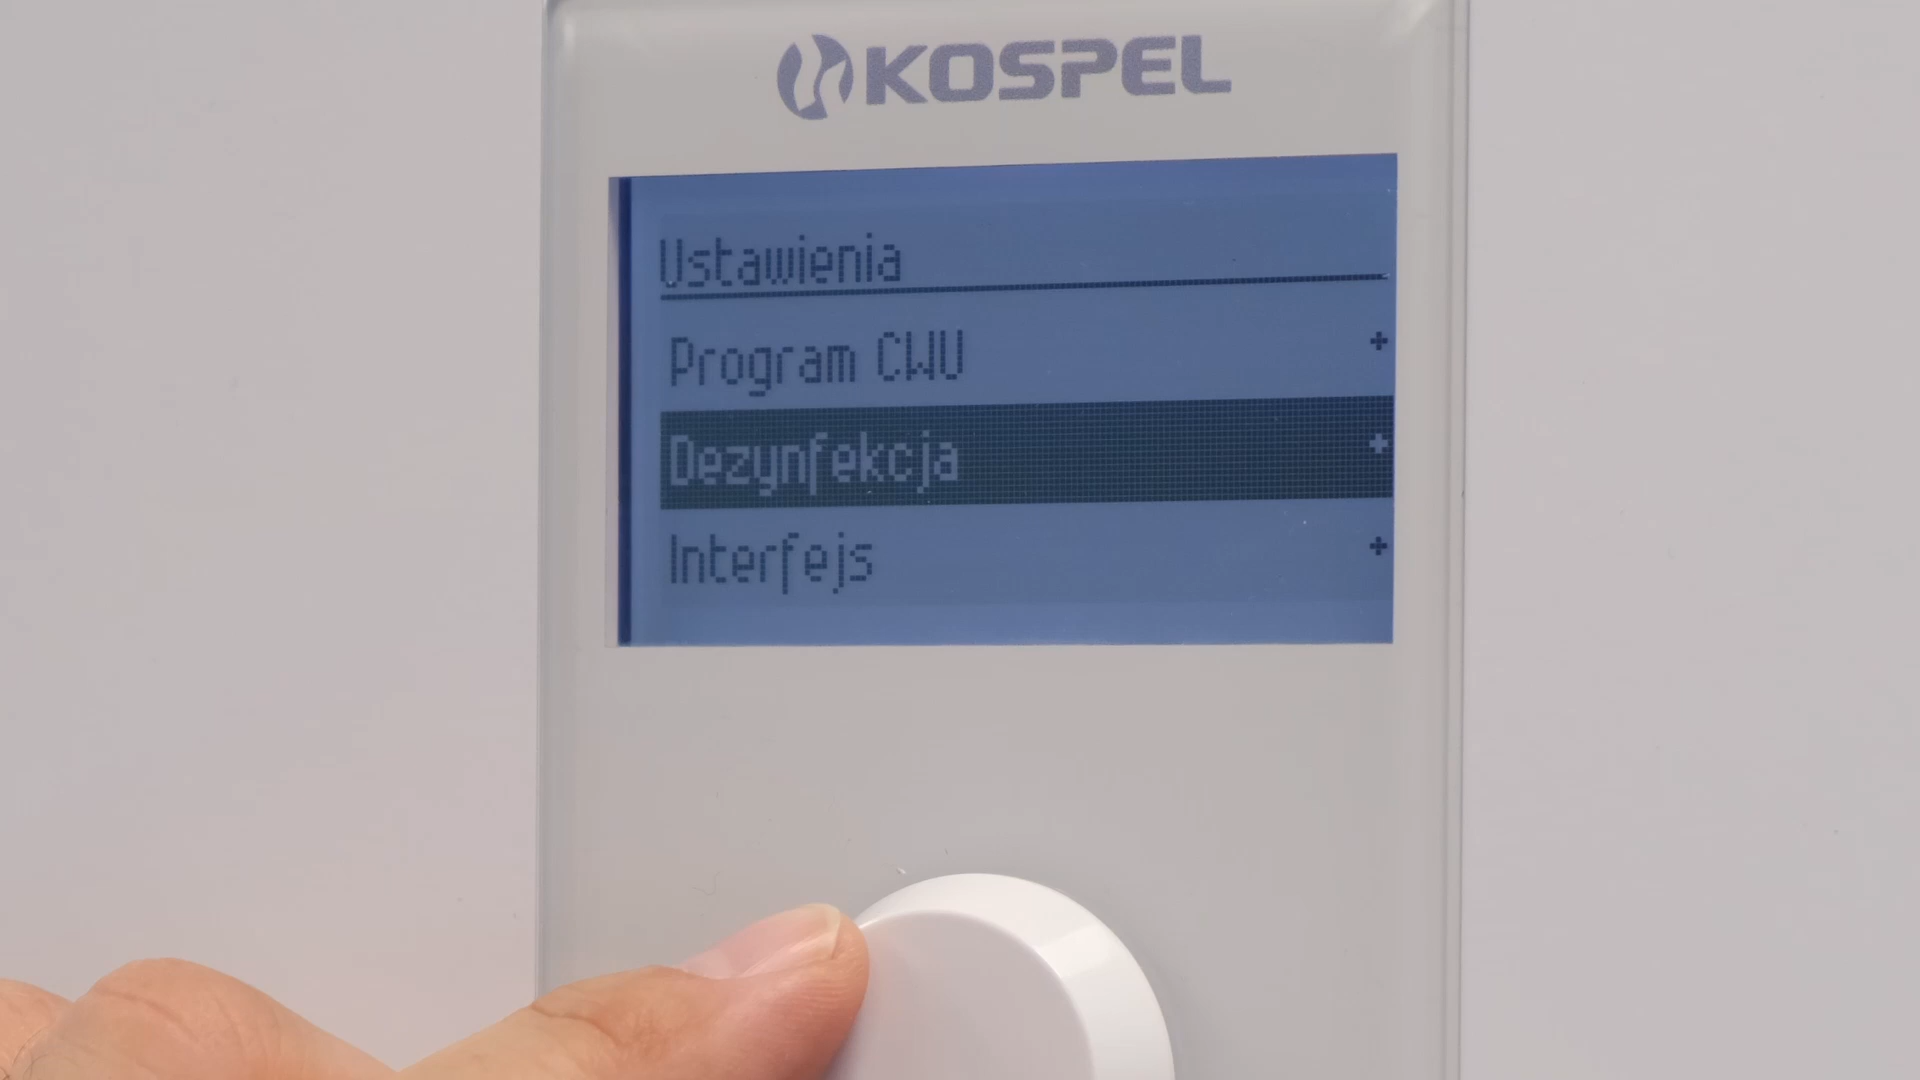 KOSPEL
Ustawienia
Program CWU +
Dezynfekcja +
Interfejs +